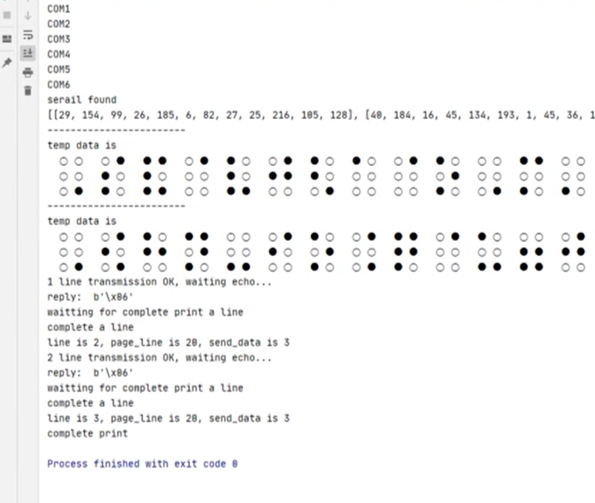 COM1
COM2
COM3
COM4
COM5
COM6
serail found
[[29, 154, 99, 26, 185, 6, 82, 27, 25, 216, 105, 128], [40, 184, 16, 45, 134, 193, 1, 45, 36, 1
------------------------
temp data is
------------------------
temp data is
1 line transmission OK, waiting echo...
reply:  b'\x06'
waitting for complete print a line
complete a line
line is 2, page_line is 20, send_data is 3
2 line transmission OK, waiting echo...
reply:  b'\x06'
waitting for complete print a line
complete a line
line is 3, page_line is 20, send_data is 3
complete print
Process finished with exit code 0